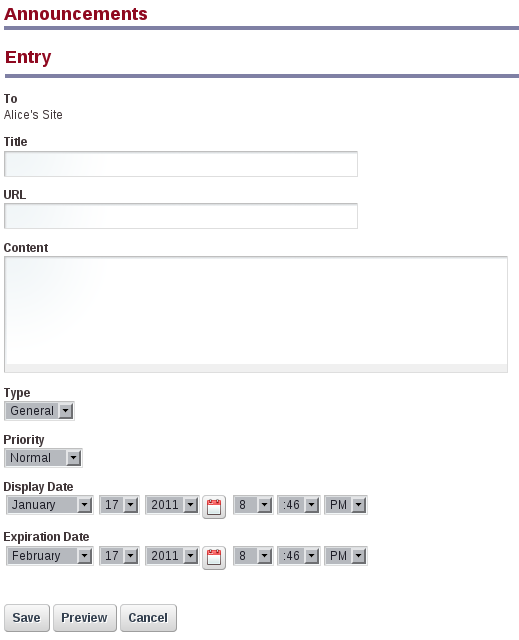 Announcements
Entry
To
Alice's Site
Title
URL
Content
Type
General
Priority
Normal
Display Date
January 17 2011 8 :46 PM
Expiration Date
February 17 2011 8 :46 PM
Save Preview Cancel